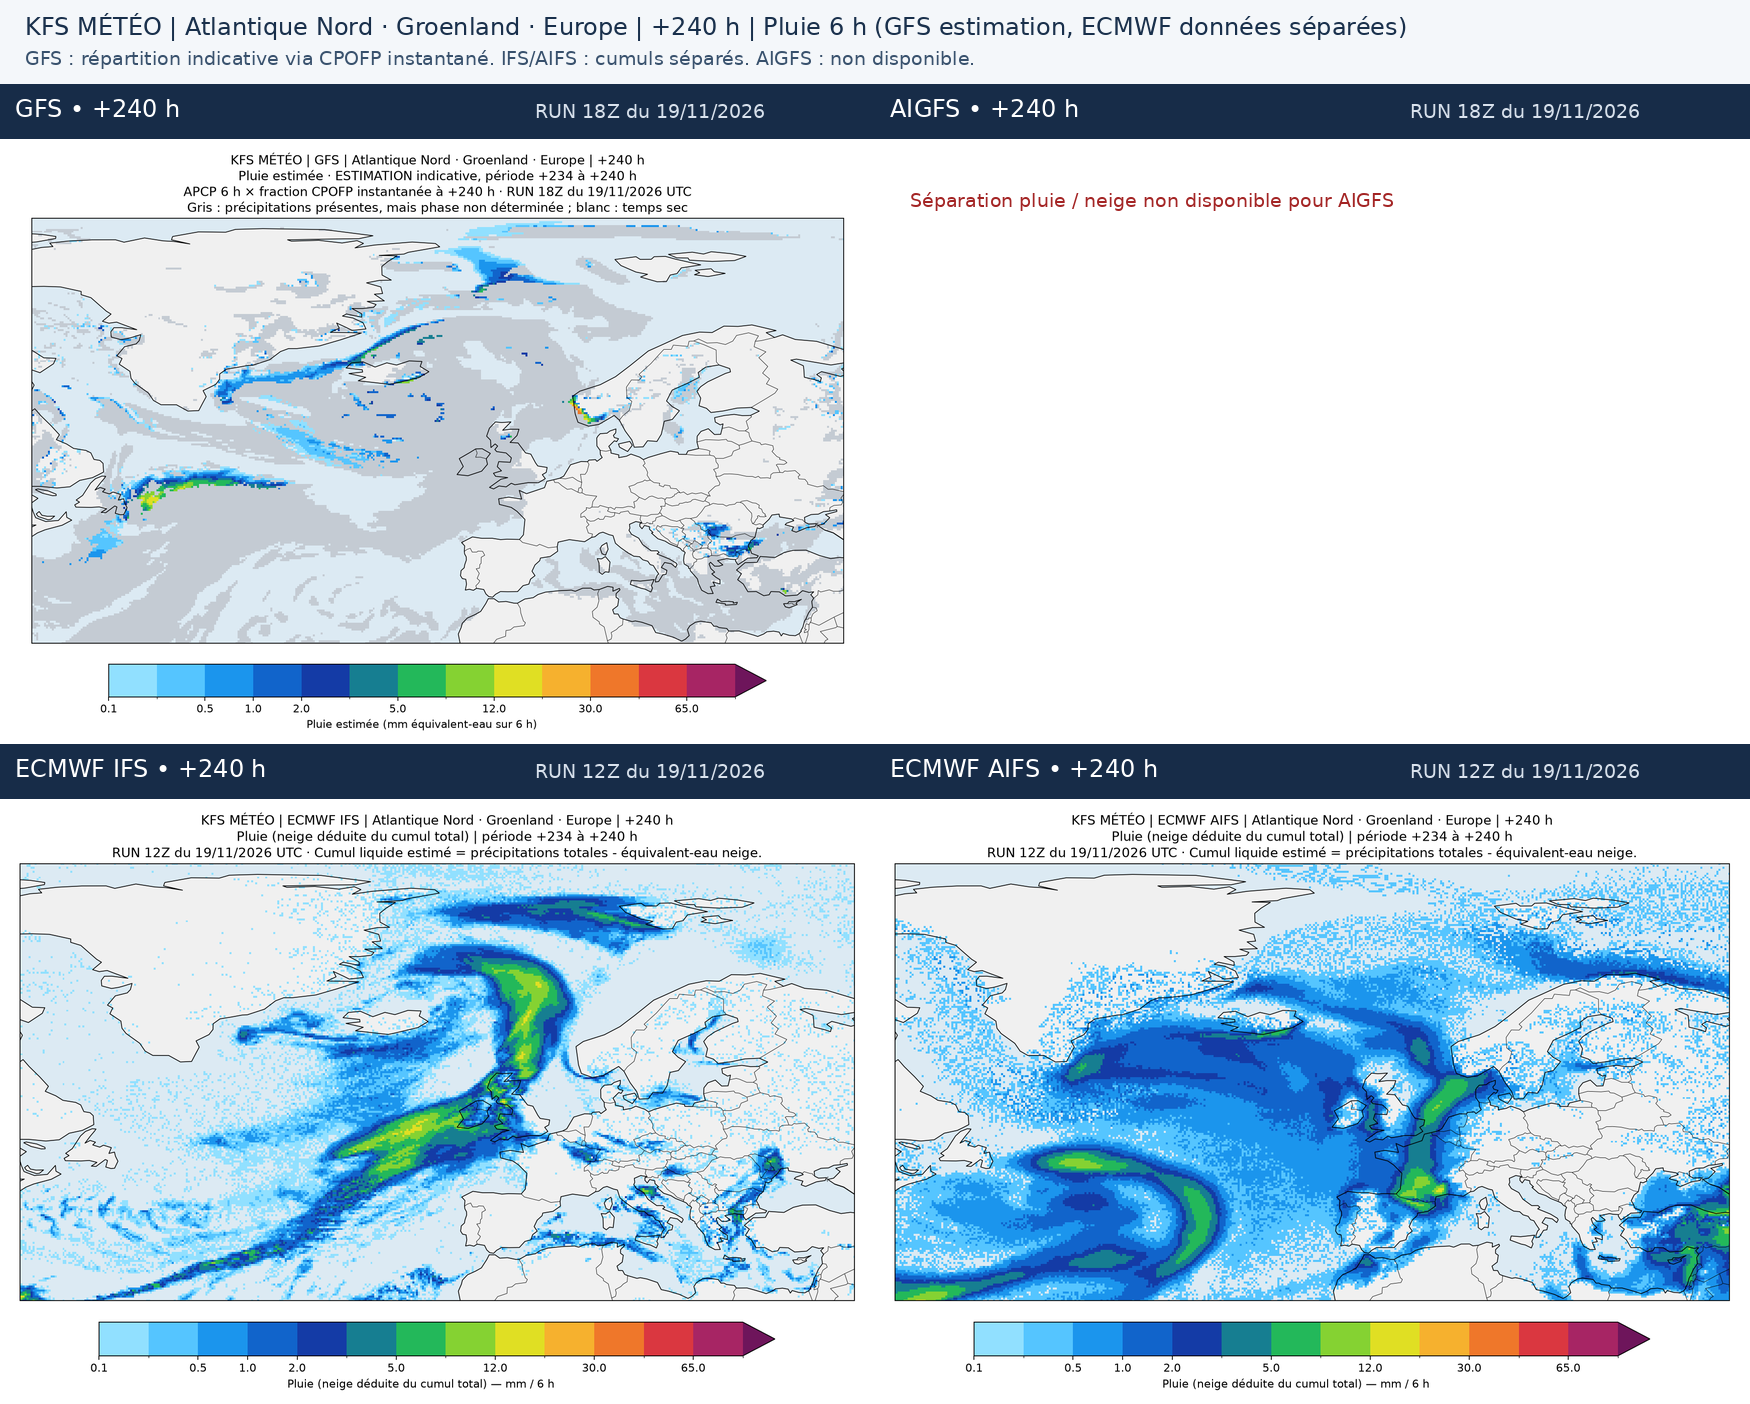 KFS MÉTÉO | Atlantique Nord · Groenland · Europe | +240 h | Pluie 6 h (GFS estimation, ECMWF données séparées)
GFS : répartition indicative via CPOFP instantané. IFS/AIFS : cumuls séparés. AIGFS : non disponible.
GFS • +240 h
RUN 18Z du 19/11/2026
AIGFS • +240 h
RUN 18Z du 19/11/2026
KFS MÉTÉO | GFS | Atlantique Nord · Groenland · Europe | +240 h
Pluie estimée · ESTIMATION indicative, période +234 à +240 h
APCP 6 h × fraction CPOFP instantanée à +240 h · RUN 18Z du 19/11/2026 UTC
Gris : précipitations présentes, mais phase non déterminée ; blanc : temps sec
Séparation pluie / neige non disponible pour AIGFS
0.1 0.5 1.0 2.0 5.0 12.0 30.0 65.0
Pluie estimée (mm équivalent-eau sur 6 h)
ECMWF IFS • +240 h
RUN 12Z du 19/11/2026
ECMWF AIFS • +240 h
RUN 12Z du 19/11/2026
KFS MÉTÉO | ECMWF IFS | Atlantique Nord · Groenland · Europe | +240 h
Pluie (neige déduite du cumul total) | période +234 à +240 h
RUN 12Z du 19/11/2026 UTC · Cumul liquide estimé = précipitations totales - équivalent-eau neige.
0.1 0.5 1.0 2.0 5.0 12.0 30.0 65.0
Pluie (neige déduite du cumul total) — mm / 6 h
KFS MÉTÉO | ECMWF AIFS | Atlantique Nord · Groenland · Europe | +240 h
Pluie (neige déduite du cumul total) | période +234 à +240 h
RUN 12Z du 19/11/2026 UTC · Cumul liquide estimé = précipitations totales - équivalent-eau neige.
0.1 0.5 1.0 2.0 5.0 12.0 30.0 65.0
Pluie (neige déduite du cumul total) — mm / 6 h